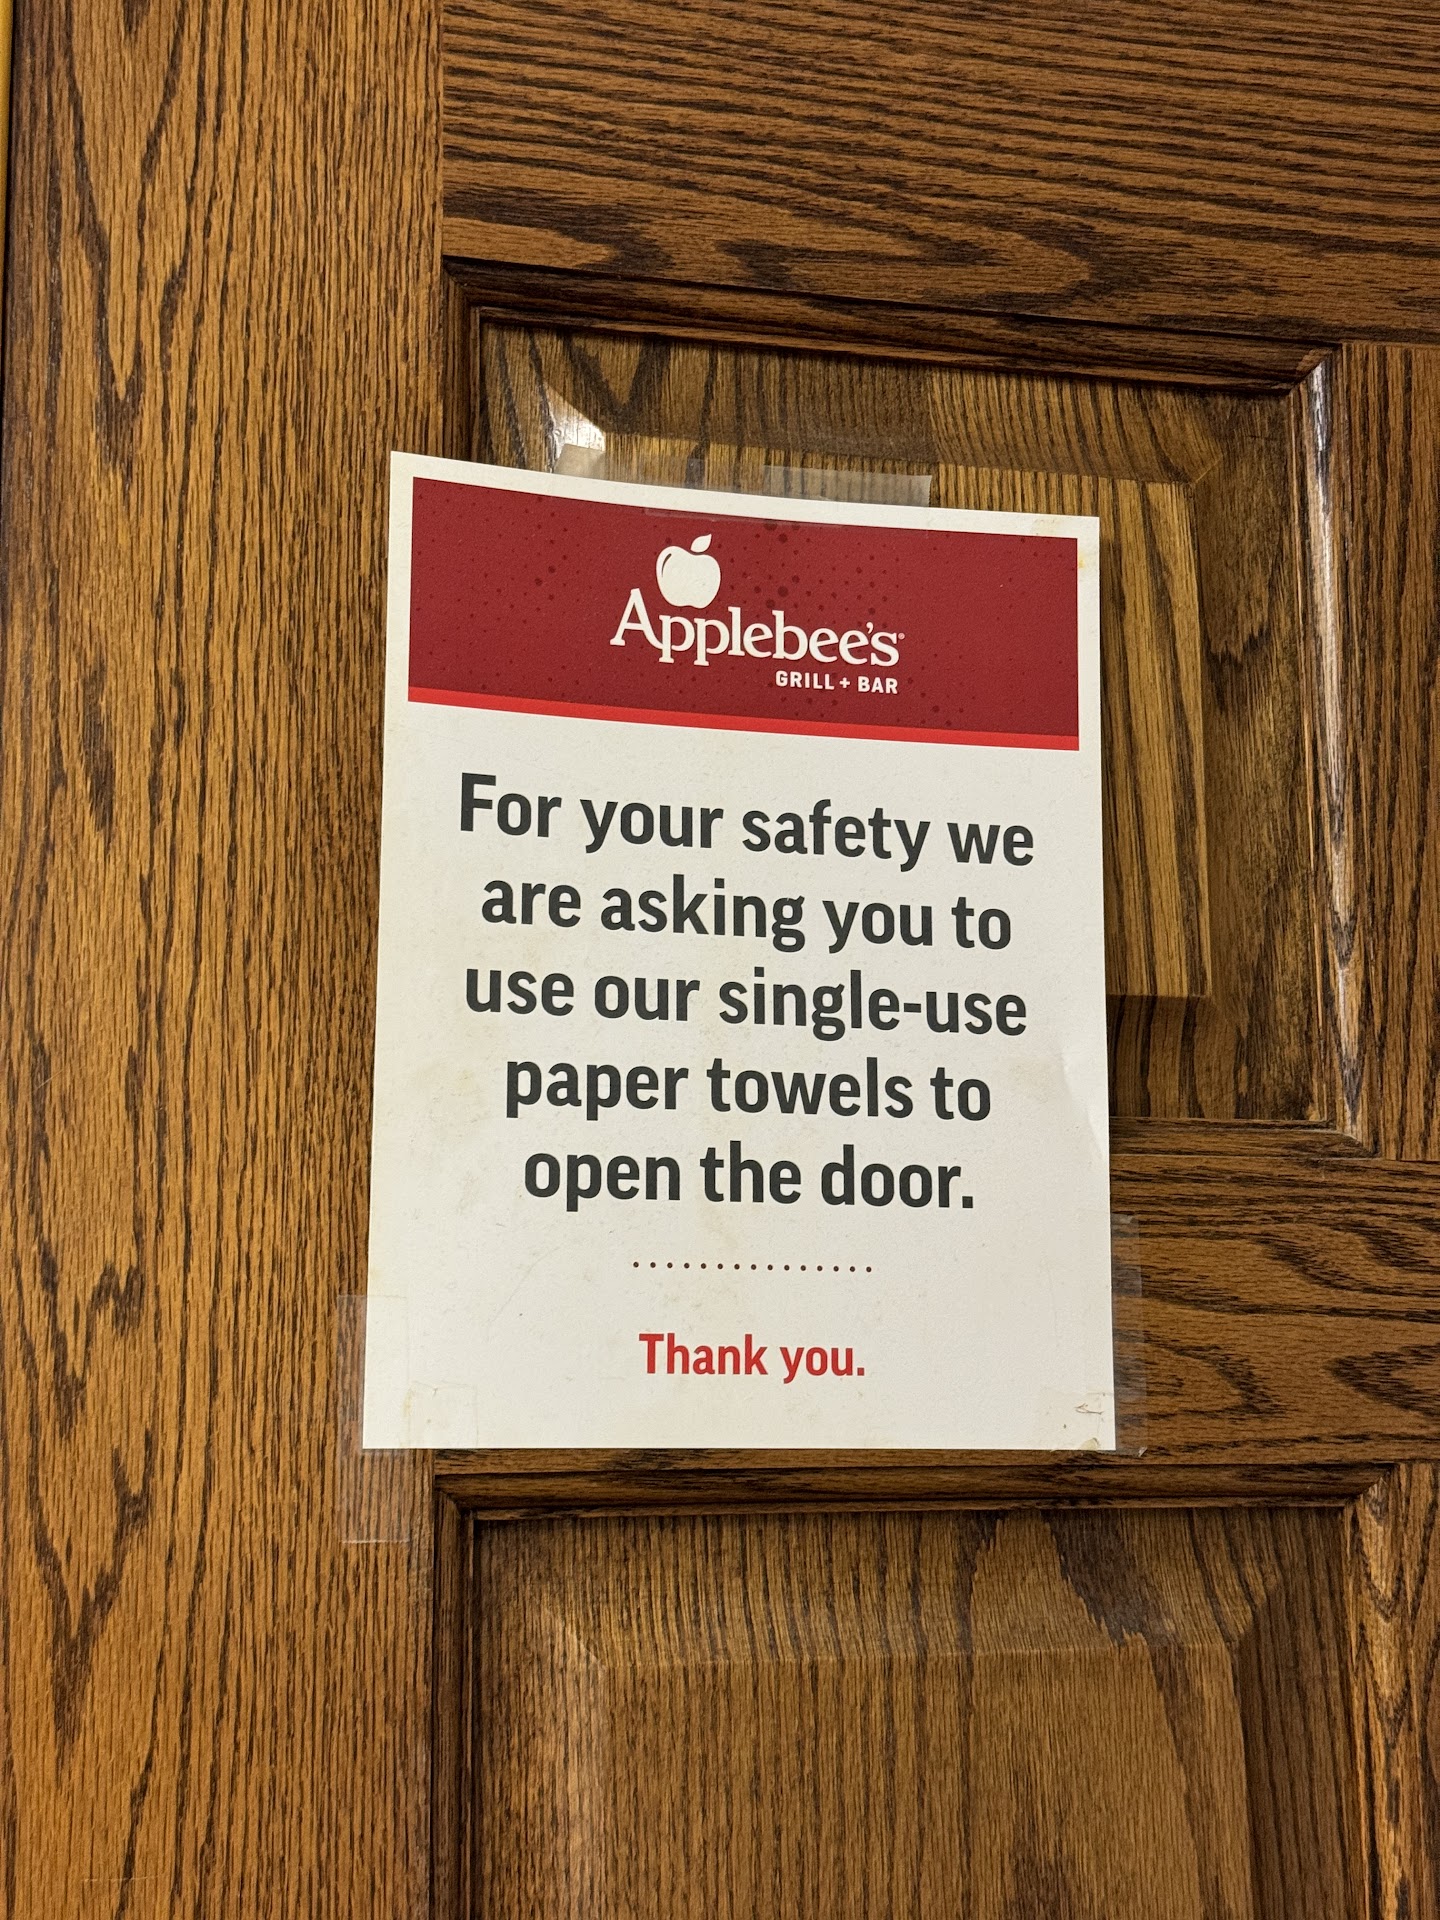 Applebee's
GRILL + BAR
For your safety we
are asking you to
use our single-use
paper towels to
open the door.
Thank you.